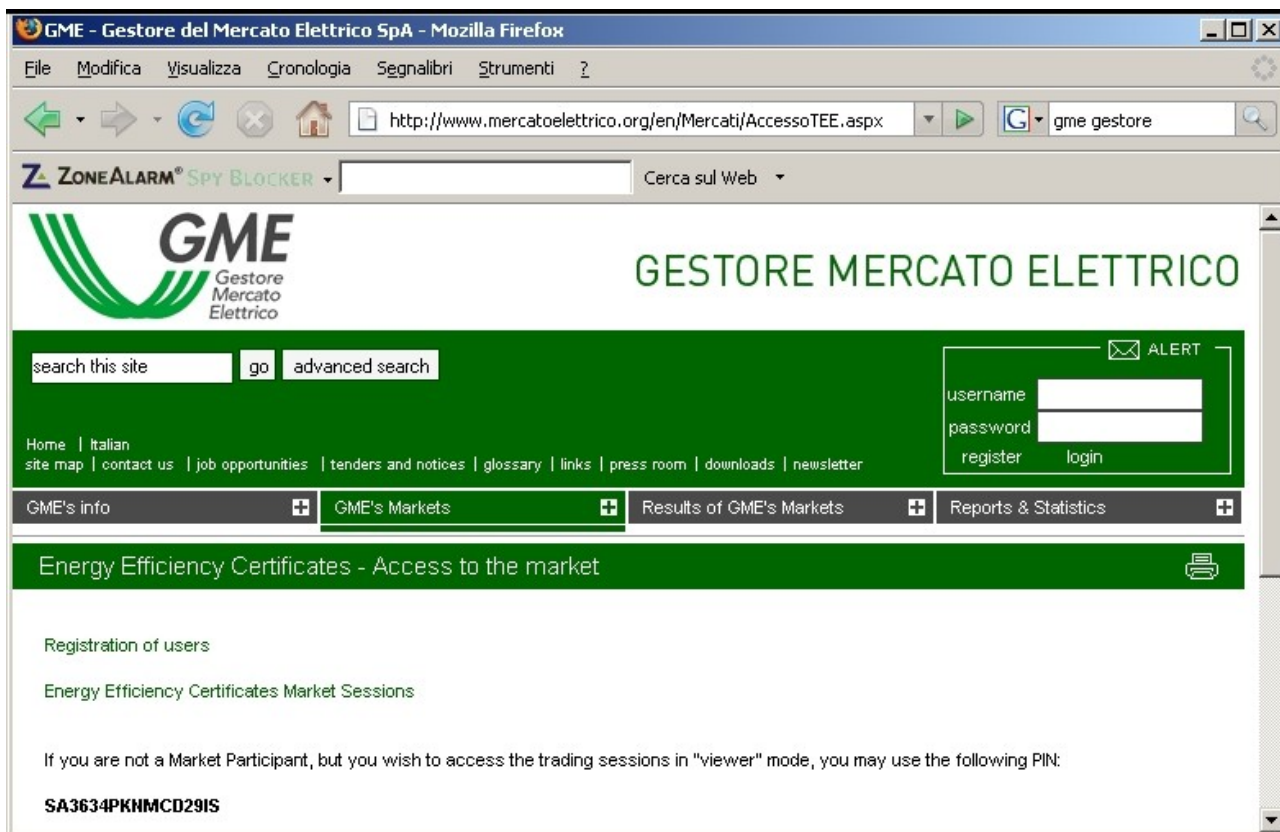 GME - Gestore del Mercato Elettrico SpA - Mozilla Firefox
File Modifica Visualizza Cronologia Segnalibri Strumenti ?
http://www.mercatoelettrico.org/en/Mercati/AccessoTEE.aspx G gme gestore
Z ZONEALARM® SPY BLOCKER Cerca sul Web
GME
Gestore
Mercato
Elettrico
GESTORE MERCATO ELETTRICO
search this site go advanced search
ALERT
username
password
register login
Home | Italian
site map | contact us | job opportunities | tenders and notices | glossary | links | press room | downloads | newsletter
GME's info GME's Markets Results of GME's Markets Reports & Statistics
Energy Efficiency Certificates - Access to the market
Registration of users
Energy Efficiency Certificates Market Sessions
If you are not a Market Participant, but you wish to access the trading sessions in "viewer" mode, you may use the following PIN:
SA3634PKNMCD29IS